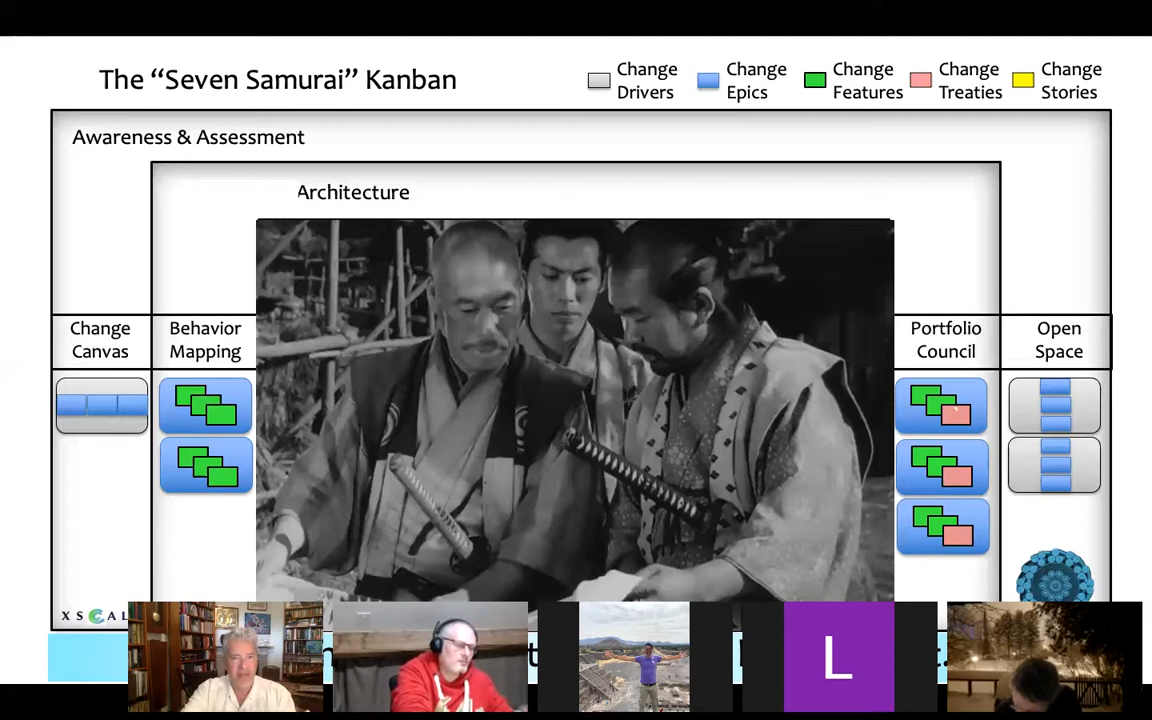 The “Seven Samurai” Kanban
Change
Drivers
Change
Epics
Change
Features
Change
Treaties
Change
Stories
Awareness & Assessment
Architecture
Change
Canvas
Behavior
Mapping
Portfolio
Council
Open
Space
X S C A L
L